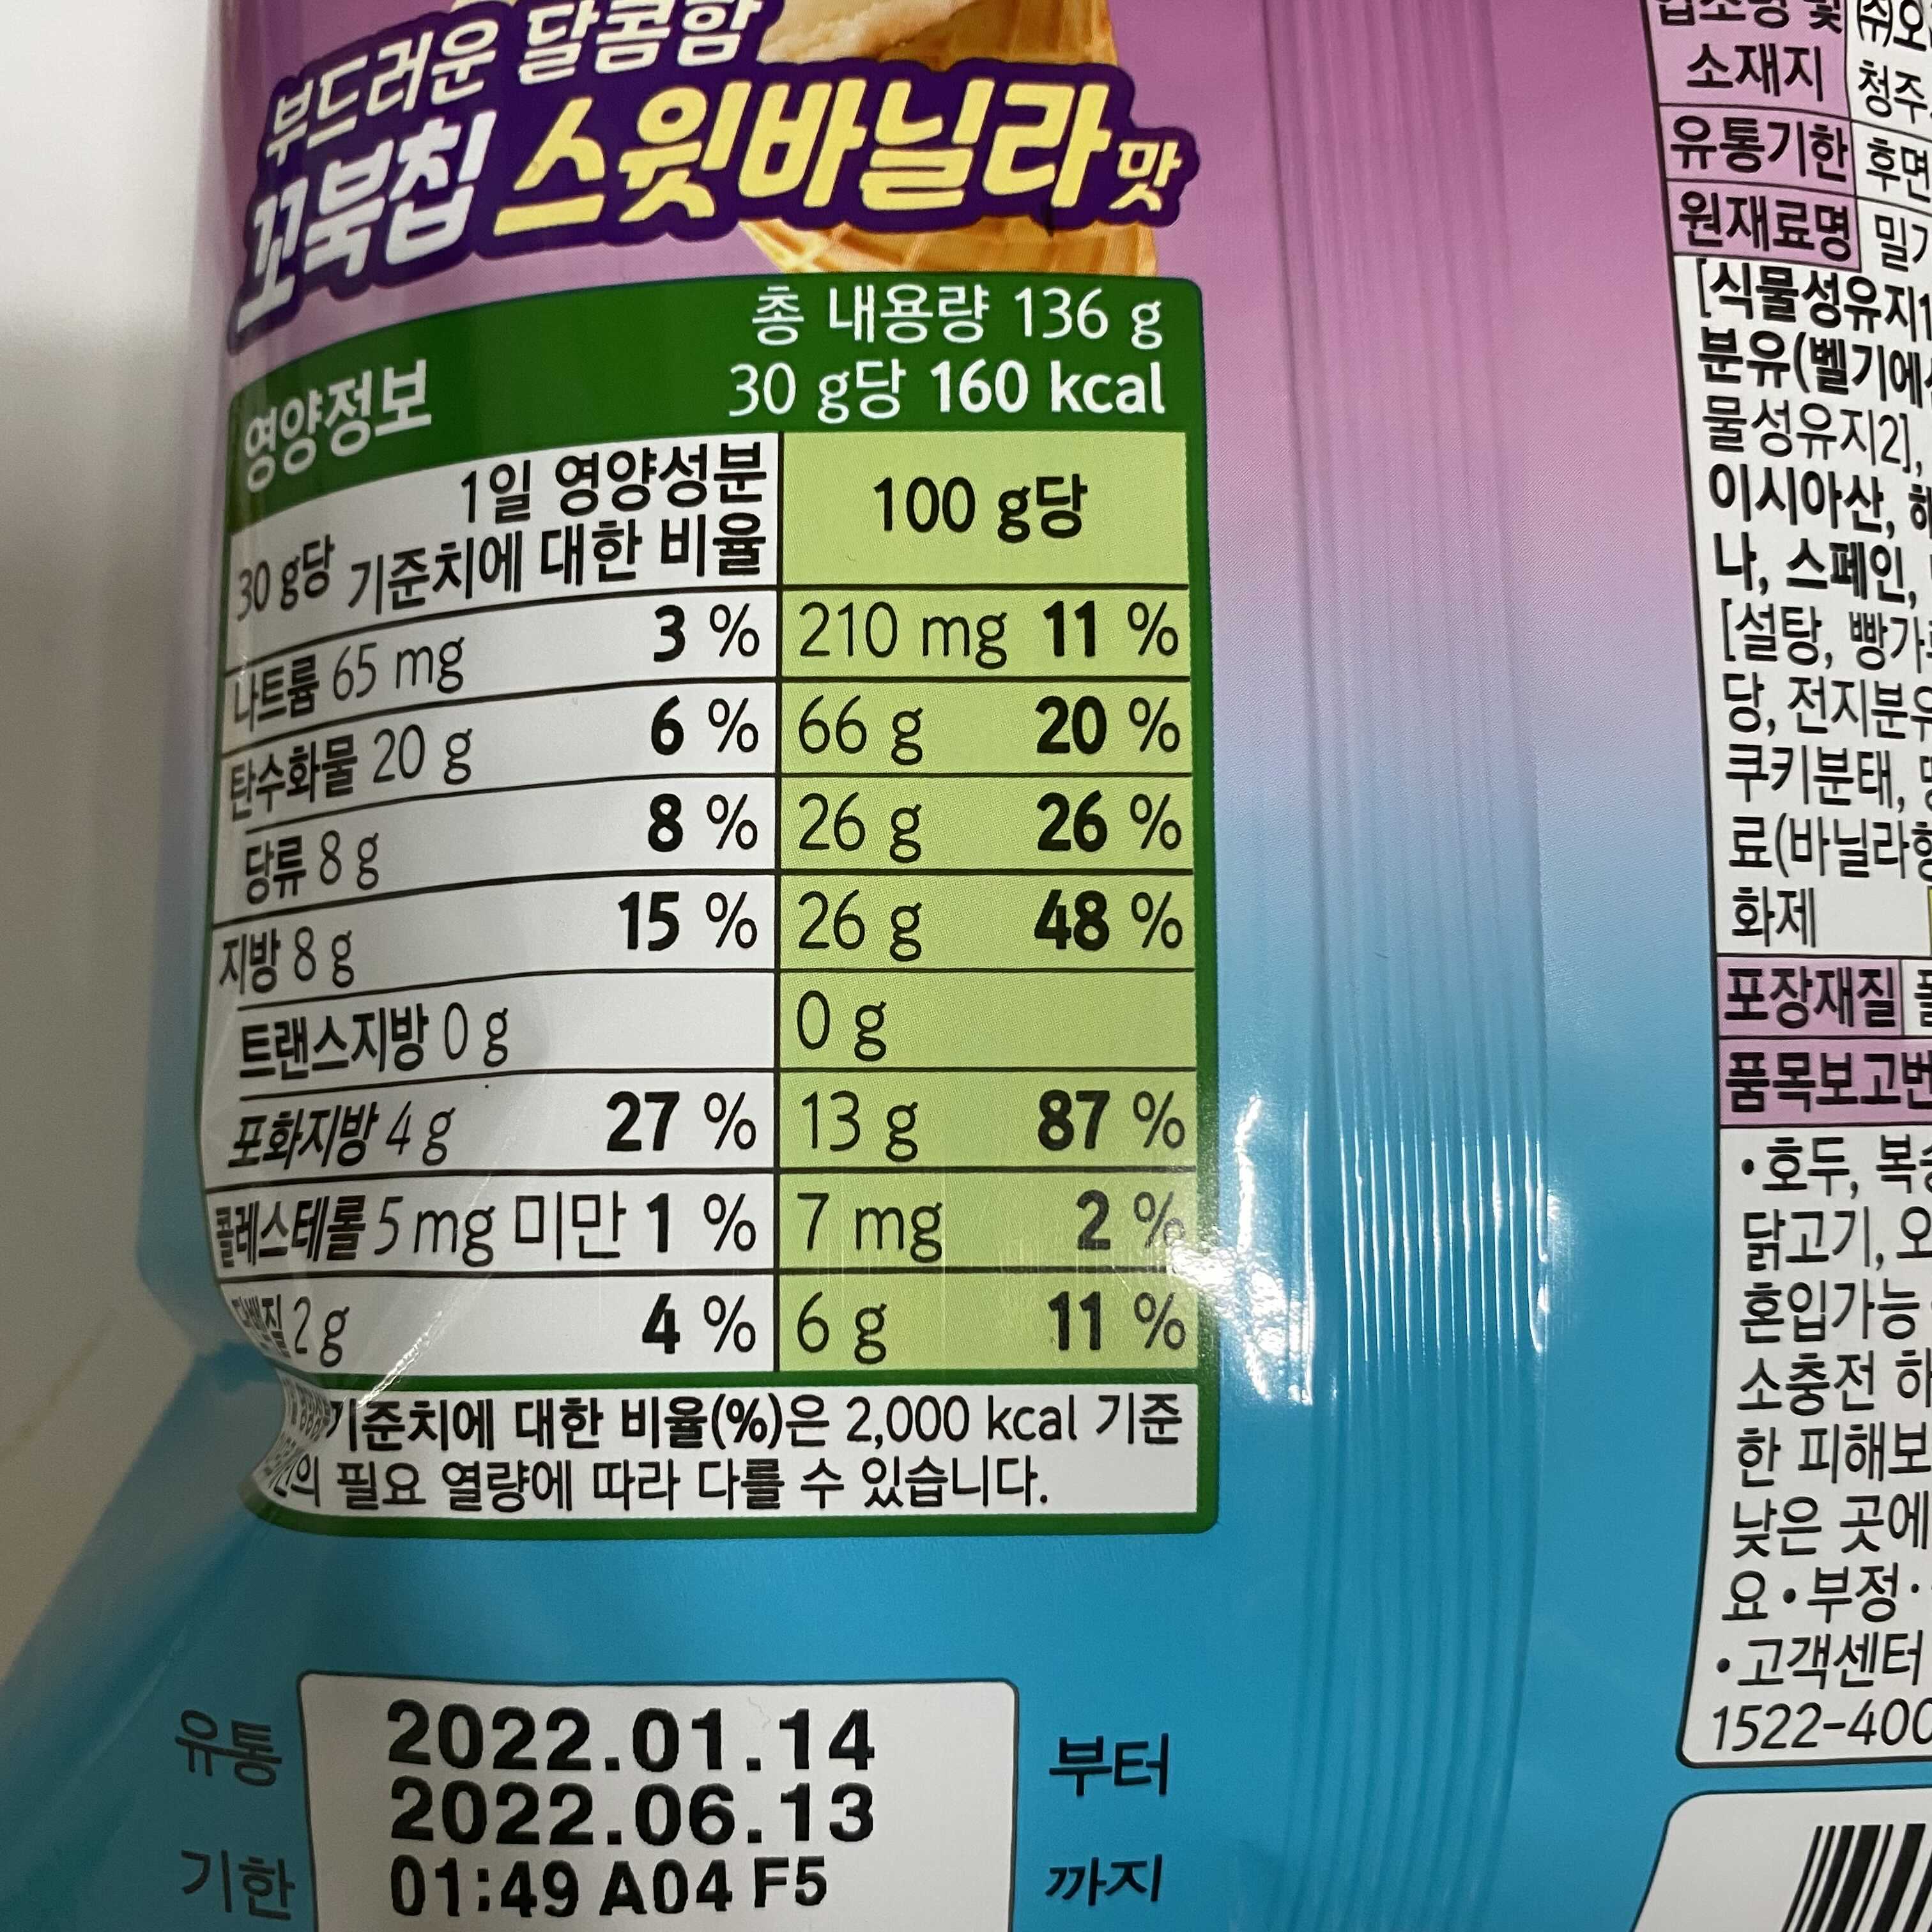 부드러운 달콤함
꼬북칩 스윗바닐라맛
영양정보
총 내용량 136 g
30 g당 160 kcal
30 g당 1일 영양성분 기준치에 대한 비율 100 g당
나트륨 65 mg 3 % 210 mg 11 %
탄수화물 20 g 6 % 66 g 20 %
당류 8 g 8 % 26 g 26 %
지방 8 g 15 % 26 g 48 %
트랜스지방 0 g 0 g
포화지방 4 g 27 % 13 g 87 %
콜레스테롤 5 mg 미만 1 % 7 mg 2 %
단백질 2 g 4 % 6 g 11 %
기준치에 대한 비율(%)은 2,000 kcal 기준
필요 열량에 따라 다를 수 있습니다.
유통 2022.01.14 부터
2022.06.13
기한 01:49 A04 F5 까지
소재지 청주
유통기한 후면
원재료명
[식물성유지1
분유(벨기에
물성유지2],
이시아산,
나, 스페인,
[설탕,
당, 전지분유
쿠키분태,
료(바닐라향
화제
포장재질
품목보고번
•호두,
닭고기,
혼입가능
소충전 하
한 피해보
낮은 곳에
요•부정•
•고객센터
1522-400